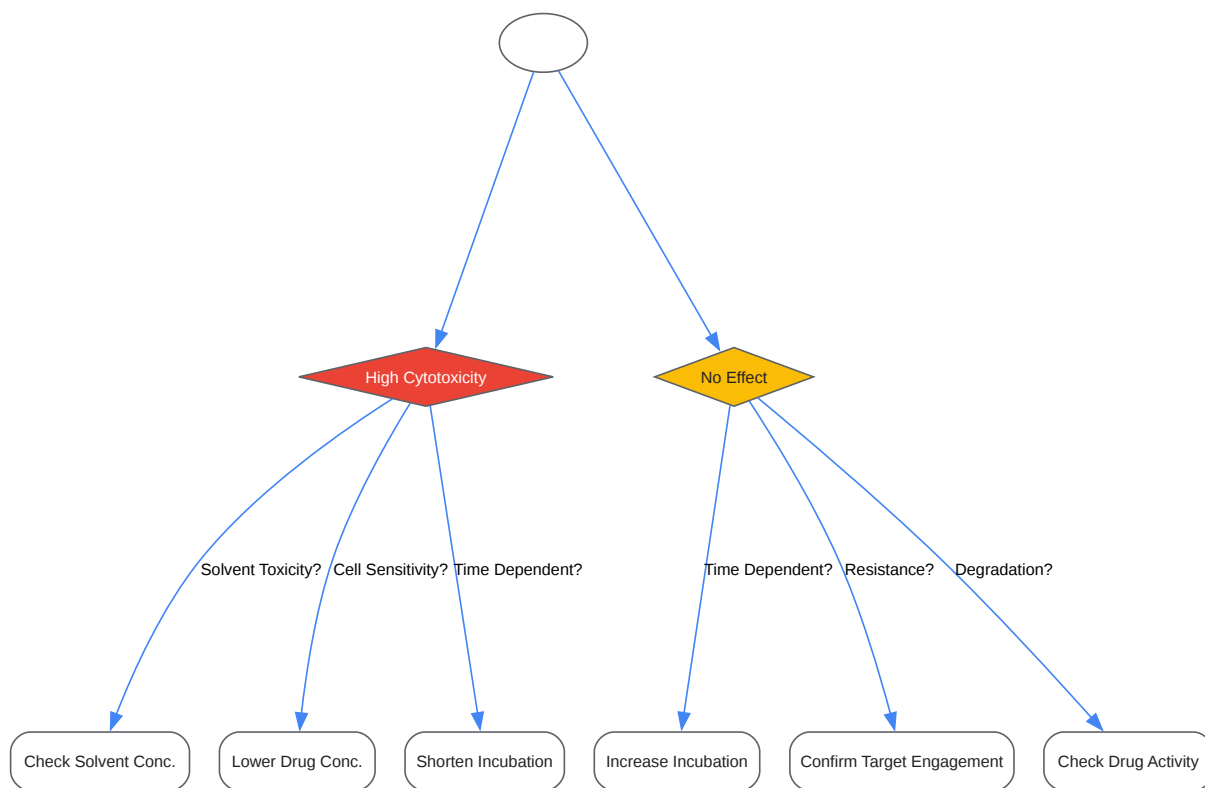 High Cytotoxicity
No Effect
Solvent Toxicity?
Cell Sensitivity?
Time Dependent?
Time Dependent?
Resistance?
Degradation?
Check Solvent Conc.
Lower Drug Conc.
Shorten Incubation
Increase Incubation
Confirm Target Engagement
Check Drug Activity